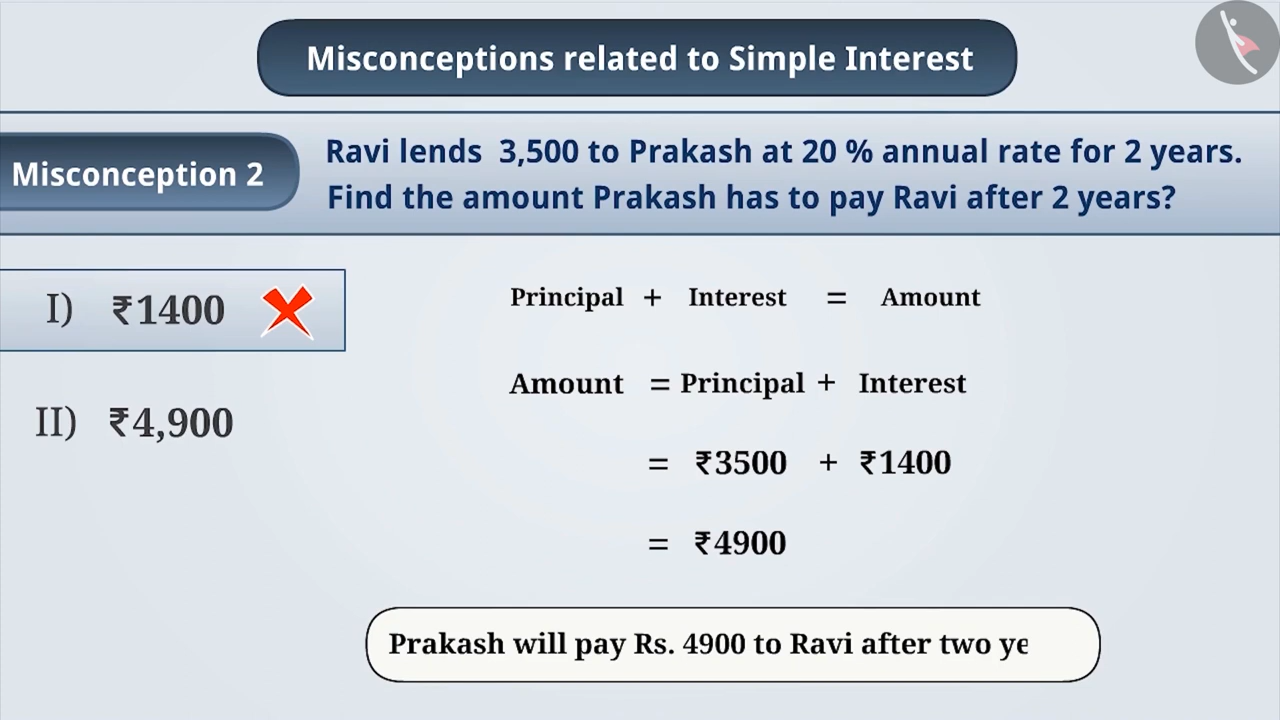 Misconceptions related to Simple Interest
Misconception 2
Ravi lends 3,500 to Prakash at 20 % annual rate for 2 years.
Find the amount Prakash has to pay Ravi after 2 years?
I) ₹1400
II) ₹4,900
Principal + Interest = Amount
Amount = Principal + Interest
= ₹3500 + ₹1400
= ₹4900
Prakash will pay Rs. 4900 to Ravi after two ye